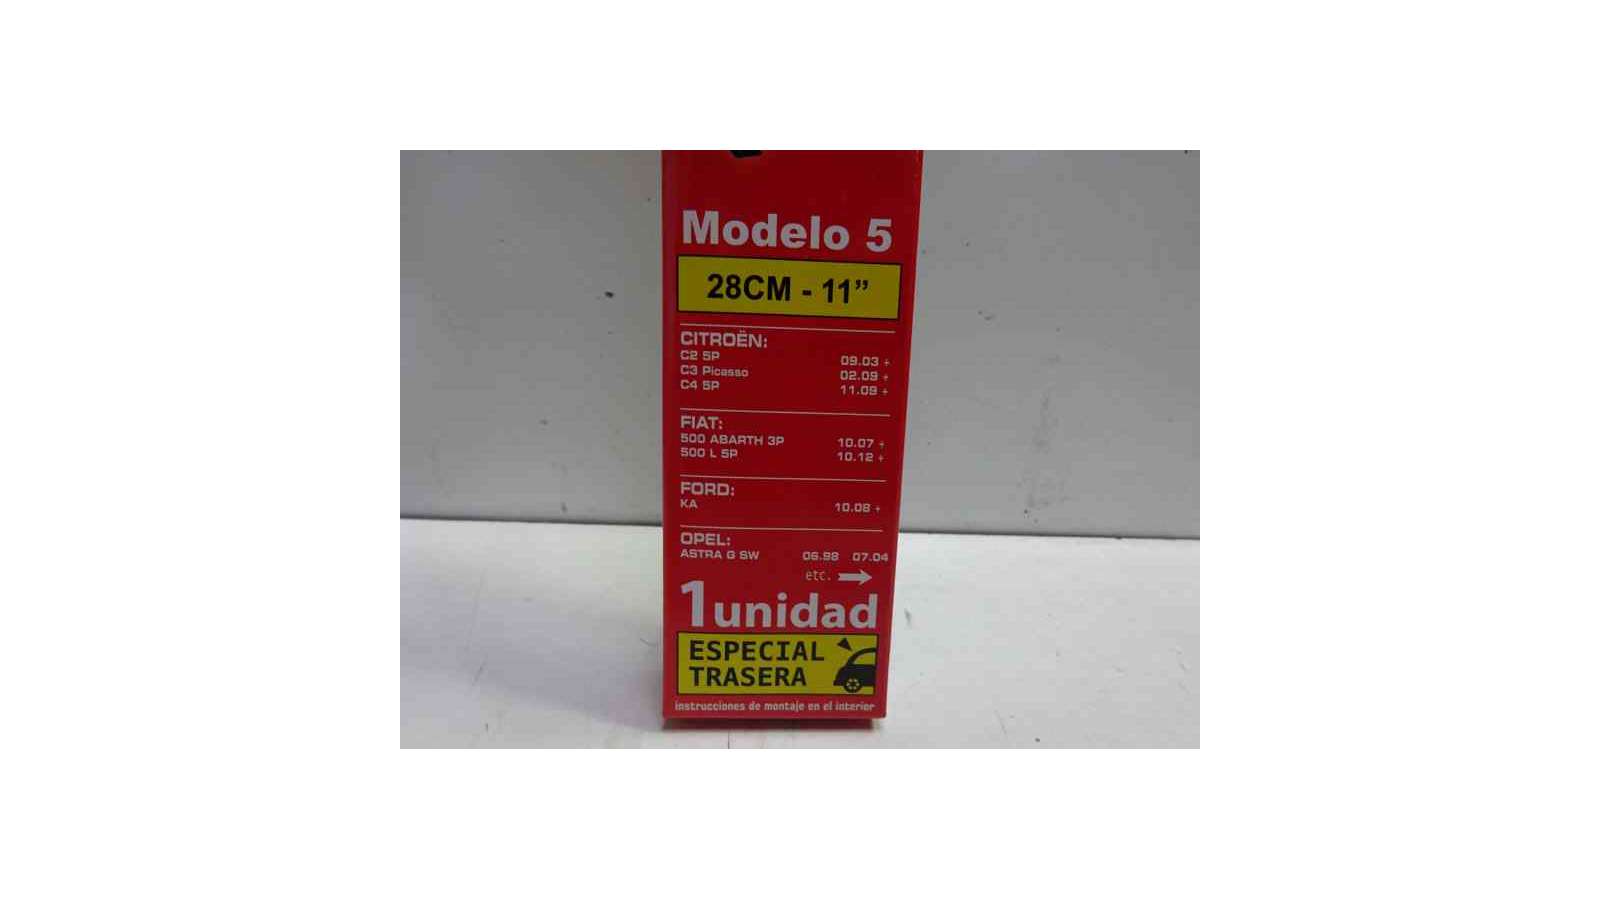 Modelo 5
28CM - 11”
CITROËN:
C2 5P 09.03 +
C3 Picasso 02.09 +
C4 5P 11.09 +
FIAT:
500 ABARTH 3P 10.07 +
500 L 5P 10.12 +
FORD:
KA 10.08 +
OPEL:
ASTRA G SW 06.98 07.04
etc.
1 unidad
ESPECIAL
TRASERA
instrucciones de montaje en el interior